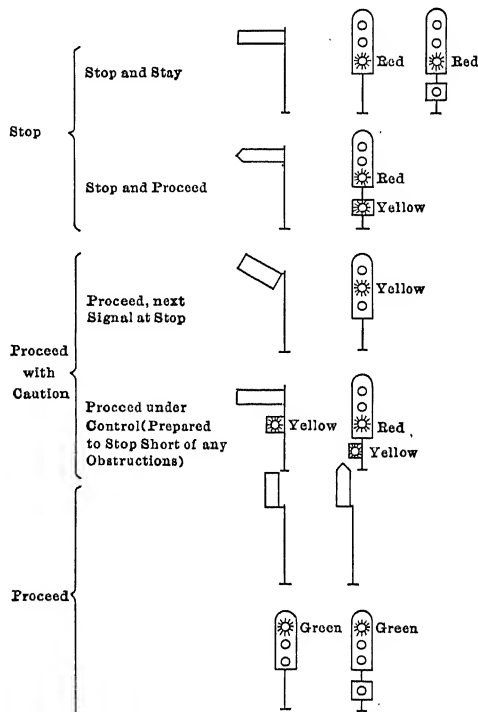 Stop
Stop and Stay
Red
Red
Stop and Proceed
Red
Yellow
Proceed
with
Caution
Proceed, next
Signal at Stop
Yellow
Proceed under
Control(Prepared
to Stop Short of any
Obstructions)
Yellow
Red
Yellow
Proceed
Green
Green